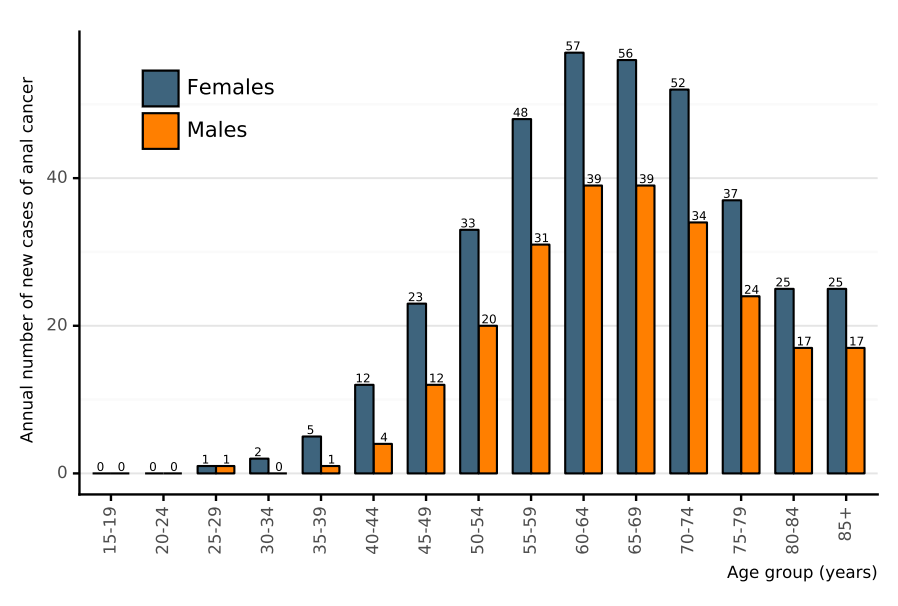 Annual number of new cases of anal cancer
Females
Males
40
20
0
0 0 0 0 1 1 2 0 5 1 12 4 23 12 33 20 48 31 57 39 56 39 52 34 37 24 25 17 25 17
15-19 20-24 25-29 30-34 35-39 40-44 45-49 50-54 55-59 60-64 65-69 70-74 75-79 80-84 85+
Age group (years)